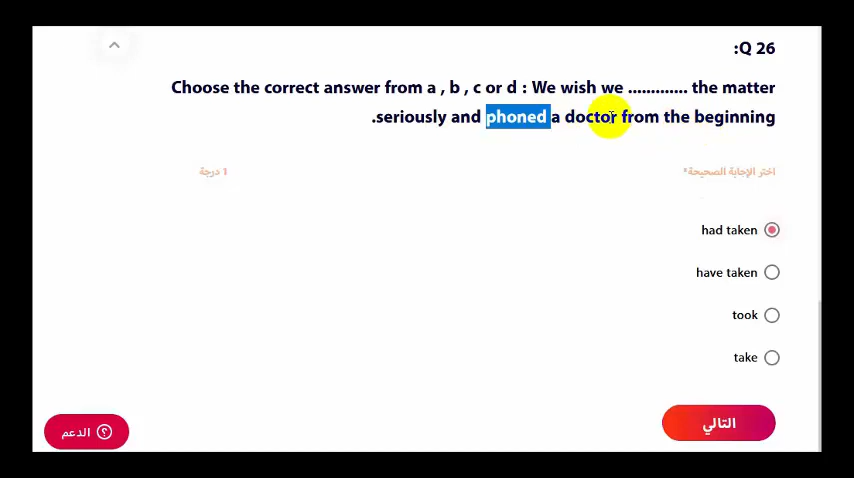 Q 26:
Choose the correct answer from a , b , c or d : We wish we ............. the matter
seriously and phoned a doctor from the beginning.
اختر الإجابة الصحيحة*
1 درجة
had taken
have taken
took
take
التالي
الدعم